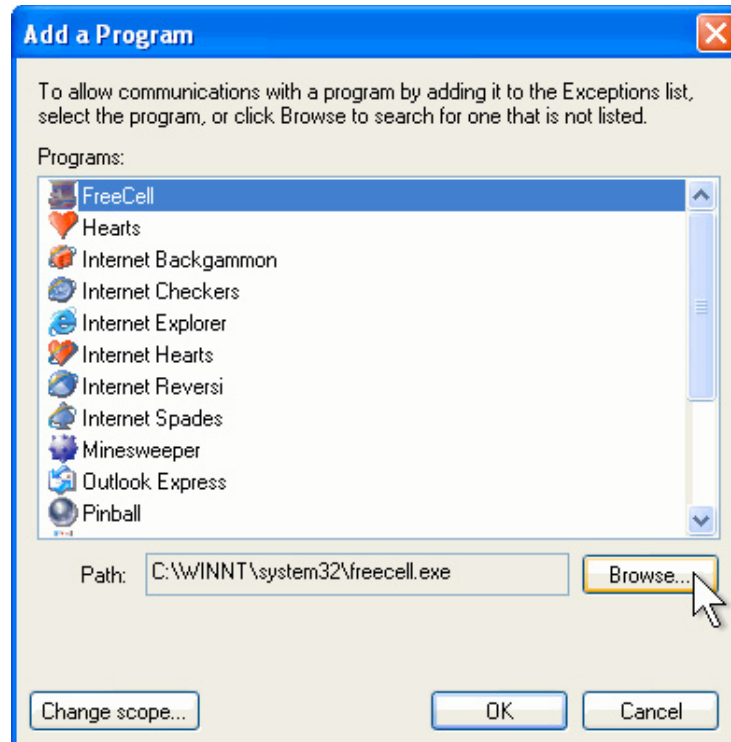 Add a Program
To allow communications with a program by adding it to the Exceptions list,
select the program, or click Browse to search for one that is not listed.
Programs:
FreeCell
Hearts
Internet Backgammon
Internet Checkers
Internet Explorer
Internet Hearts
Internet Reversi
Internet Spades
Minesweeper
Outlook Express
Pinball
Path: C:\WINNT\system32\freecell.exe Browse...
Change scope... OK Cancel